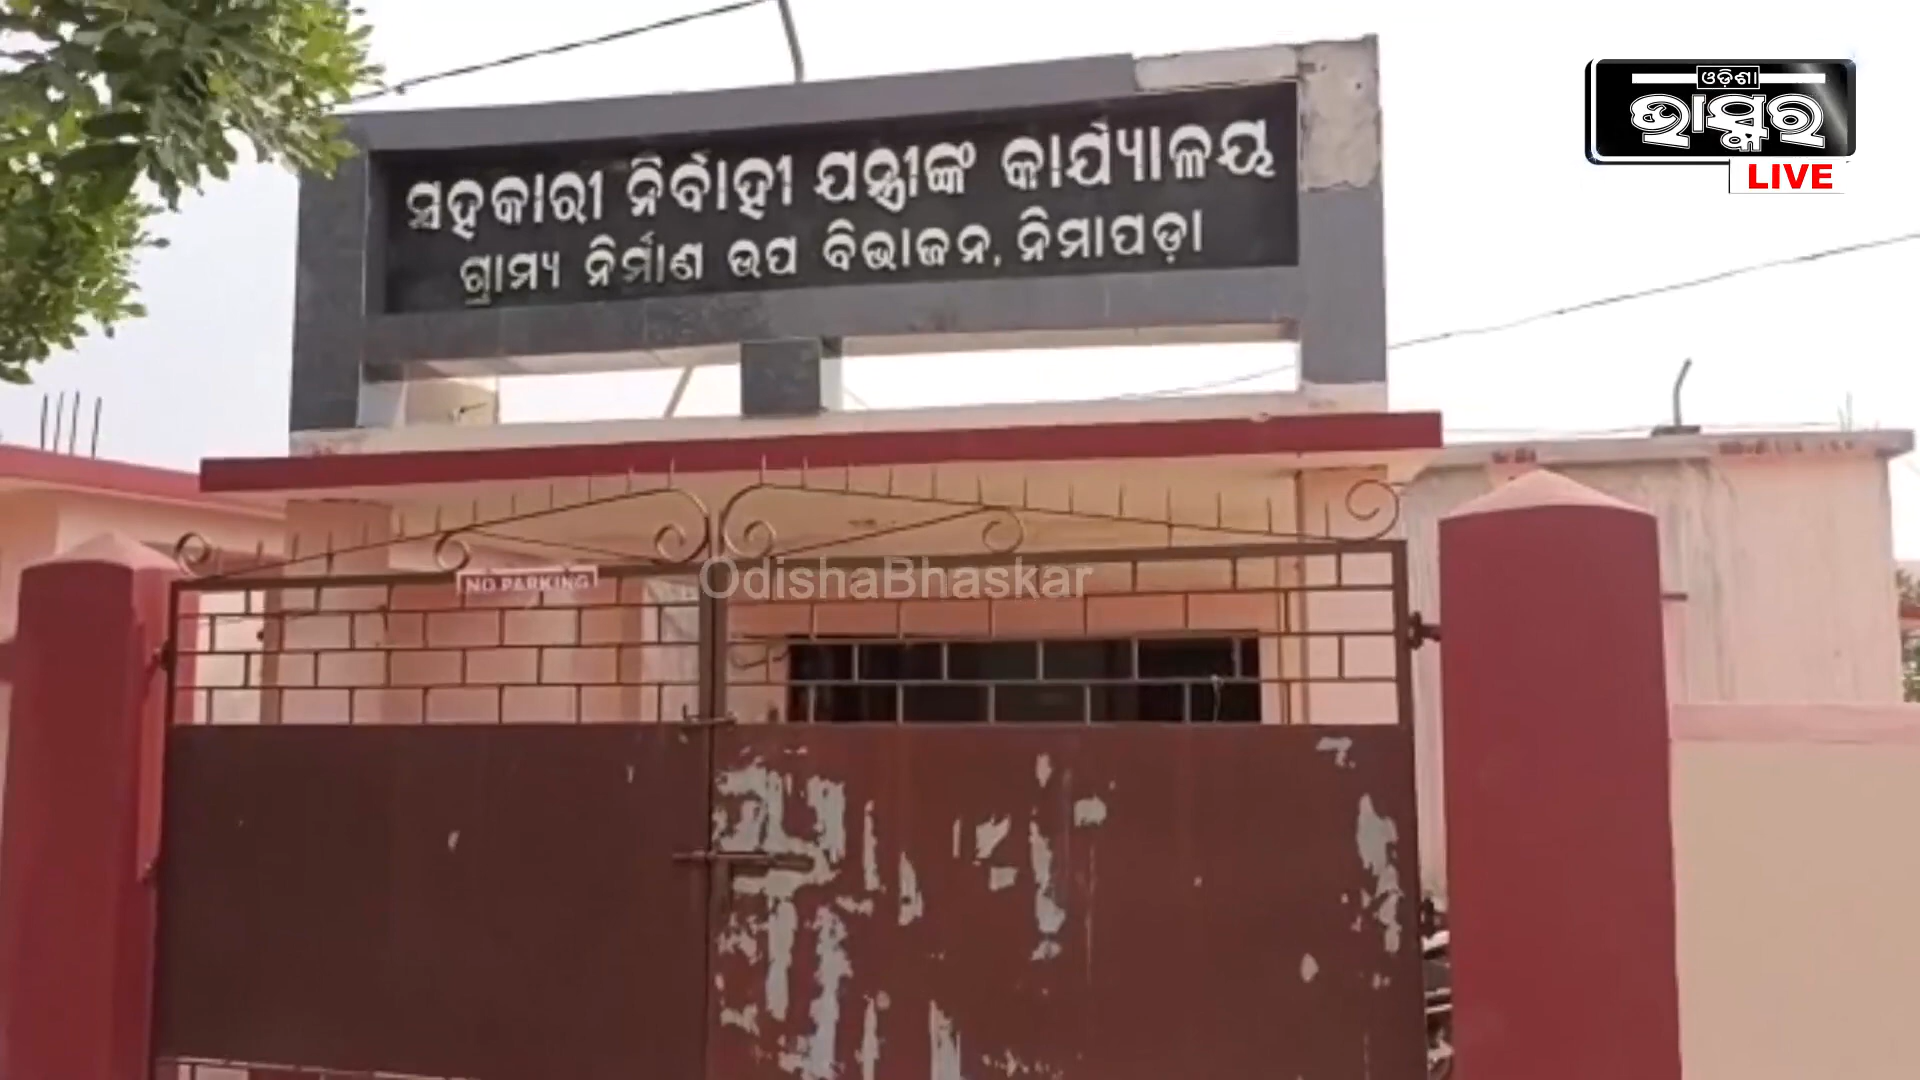 ସହକାରୀ ନିର୍ବାହୀ ଯନ୍ତ୍ରୀଙ୍କ କାର୍ଯ୍ୟାଳୟ
ଗ୍ରାମ୍ୟ ନିର୍ମାଣ ଉପ ବିଭାଜନ, ନିମାପଡ଼ା
ଓଡ଼ିଶା
ଭାସ୍କର
LIVE
NO PARKING
OdishaBhaskar